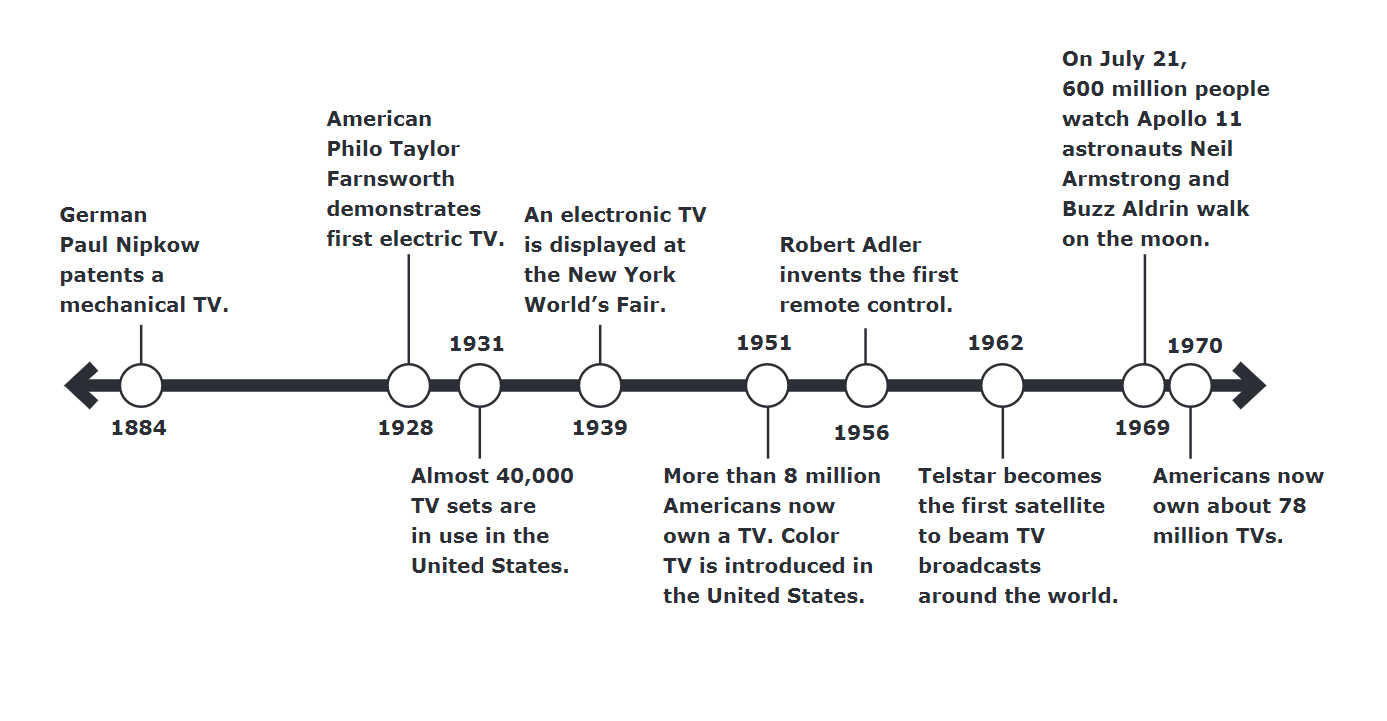 German
Paul Nipkow
patents a
mechanical TV.
1884
American
Philo Taylor
Farnsworth
demonstrates
first electric TV.
1928
1931
Almost 40,000
TV sets are
in use in the
United States.
An electronic TV
is displayed at
the New York
World’s Fair.
1939
1951
More than 8 million
Americans now
own a TV. Color
TV is introduced in
the United States.
Robert Adler
invents the first
remote control.
1956
1962
Telstar becomes
the first satellite
to beam TV
broadcasts
around the world.
On July 21,
600 million people
watch Apollo 11
astronauts Neil
Armstrong and
Buzz Aldrin walk
on the moon.
1969
1970
Americans now
own about 78
million TVs.